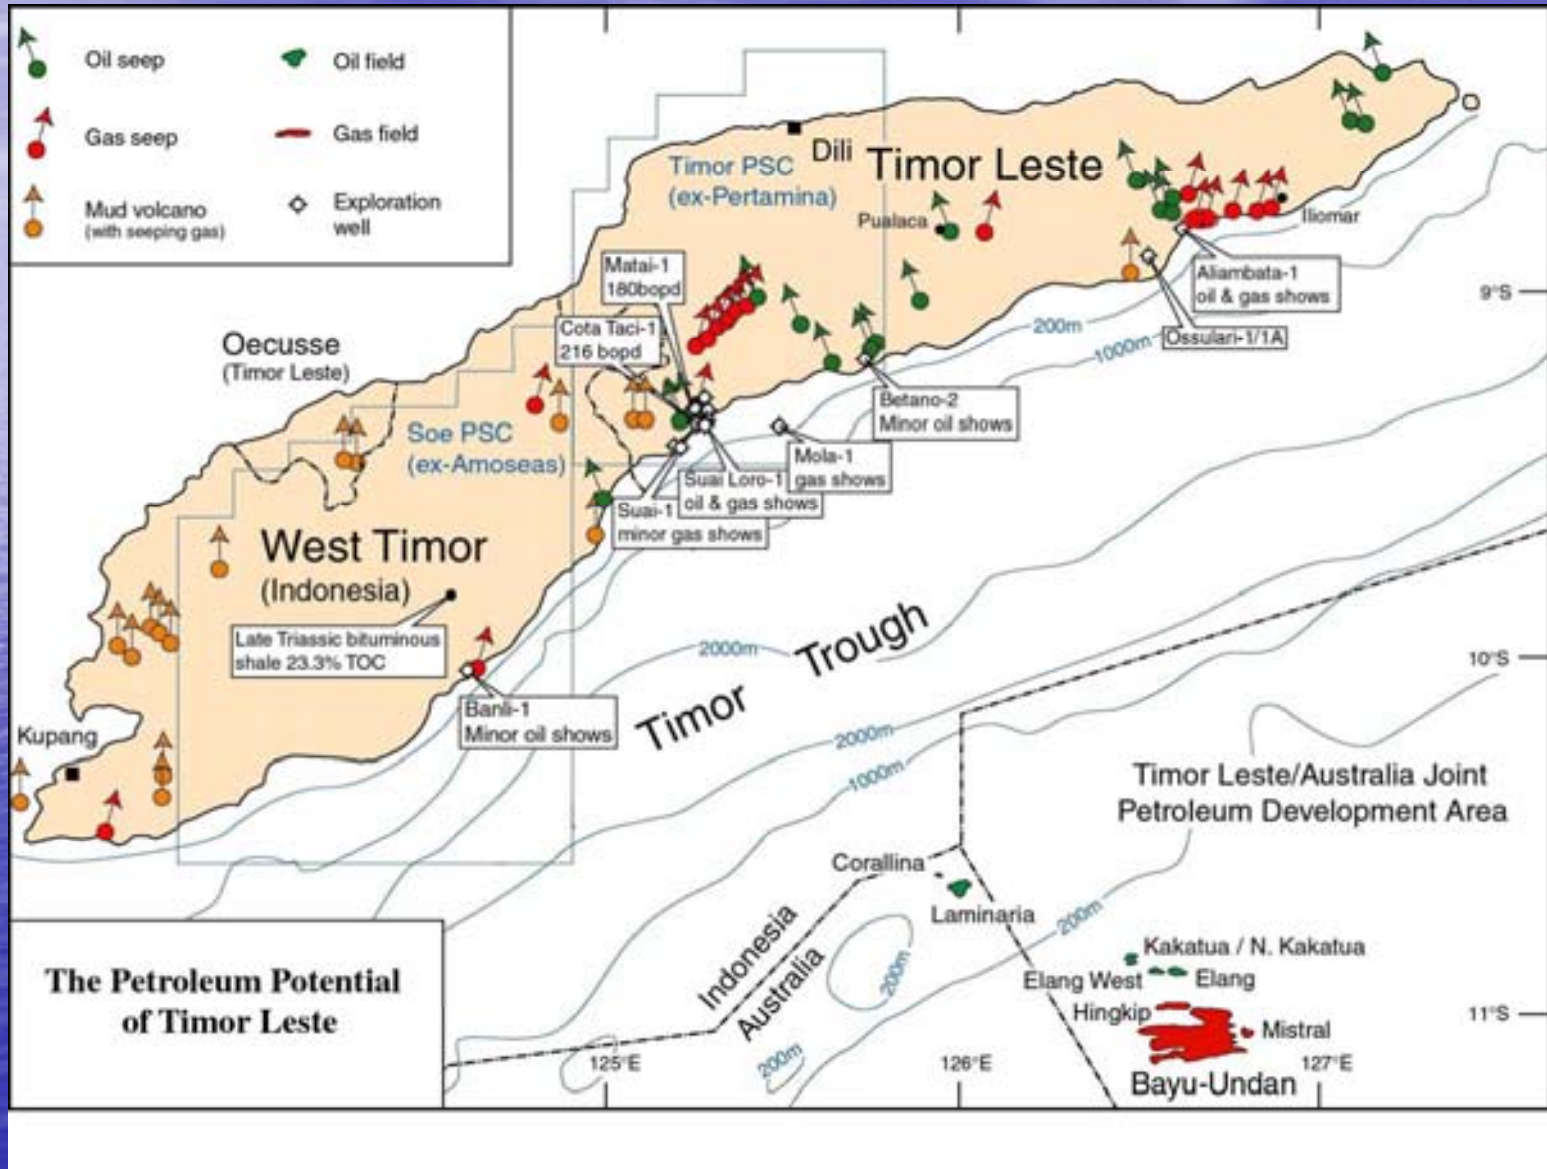 Oil seep
Oil field
Gas seep
Gas field
Mud volcano
(with seeping gas)
Exploration
well
Timor PSC
(ex-Pertamina)
Dili
Timor Leste
Pualaca
Iliomar
Matai-1
180bopd
Cota Taci-1
216 bopd
Aliambata-1
oil & gas shows
Ossulari-1/1A
9°S
200m
1000m
Oecusse
(Timor Leste)
Betano-2
Minor oil shows
Soe PSC
(ex-Amoseas)
Mola-1
gas shows
Suai Loro-1
oil & gas shows
Suai-1
minor gas shows
West Timor
(Indonesia)
Late Triassic bituminous
shale 23.3% TOC
2000m
Timor Trough
10°S
Banli-1
Minor oil shows
Kupang
2000m
1000m
Timor Leste/Australia Joint
Petroleum Development Area
Corallina
Laminaria
200m
Indonesia
Australia
200m
Kakatua / N. Kakatua
Elang West
Elang
Hingkip
Mistral
11°S
200m
125°E
126°E
127°E
Bayu-Undan
The Petroleum Potential
of Timor Leste